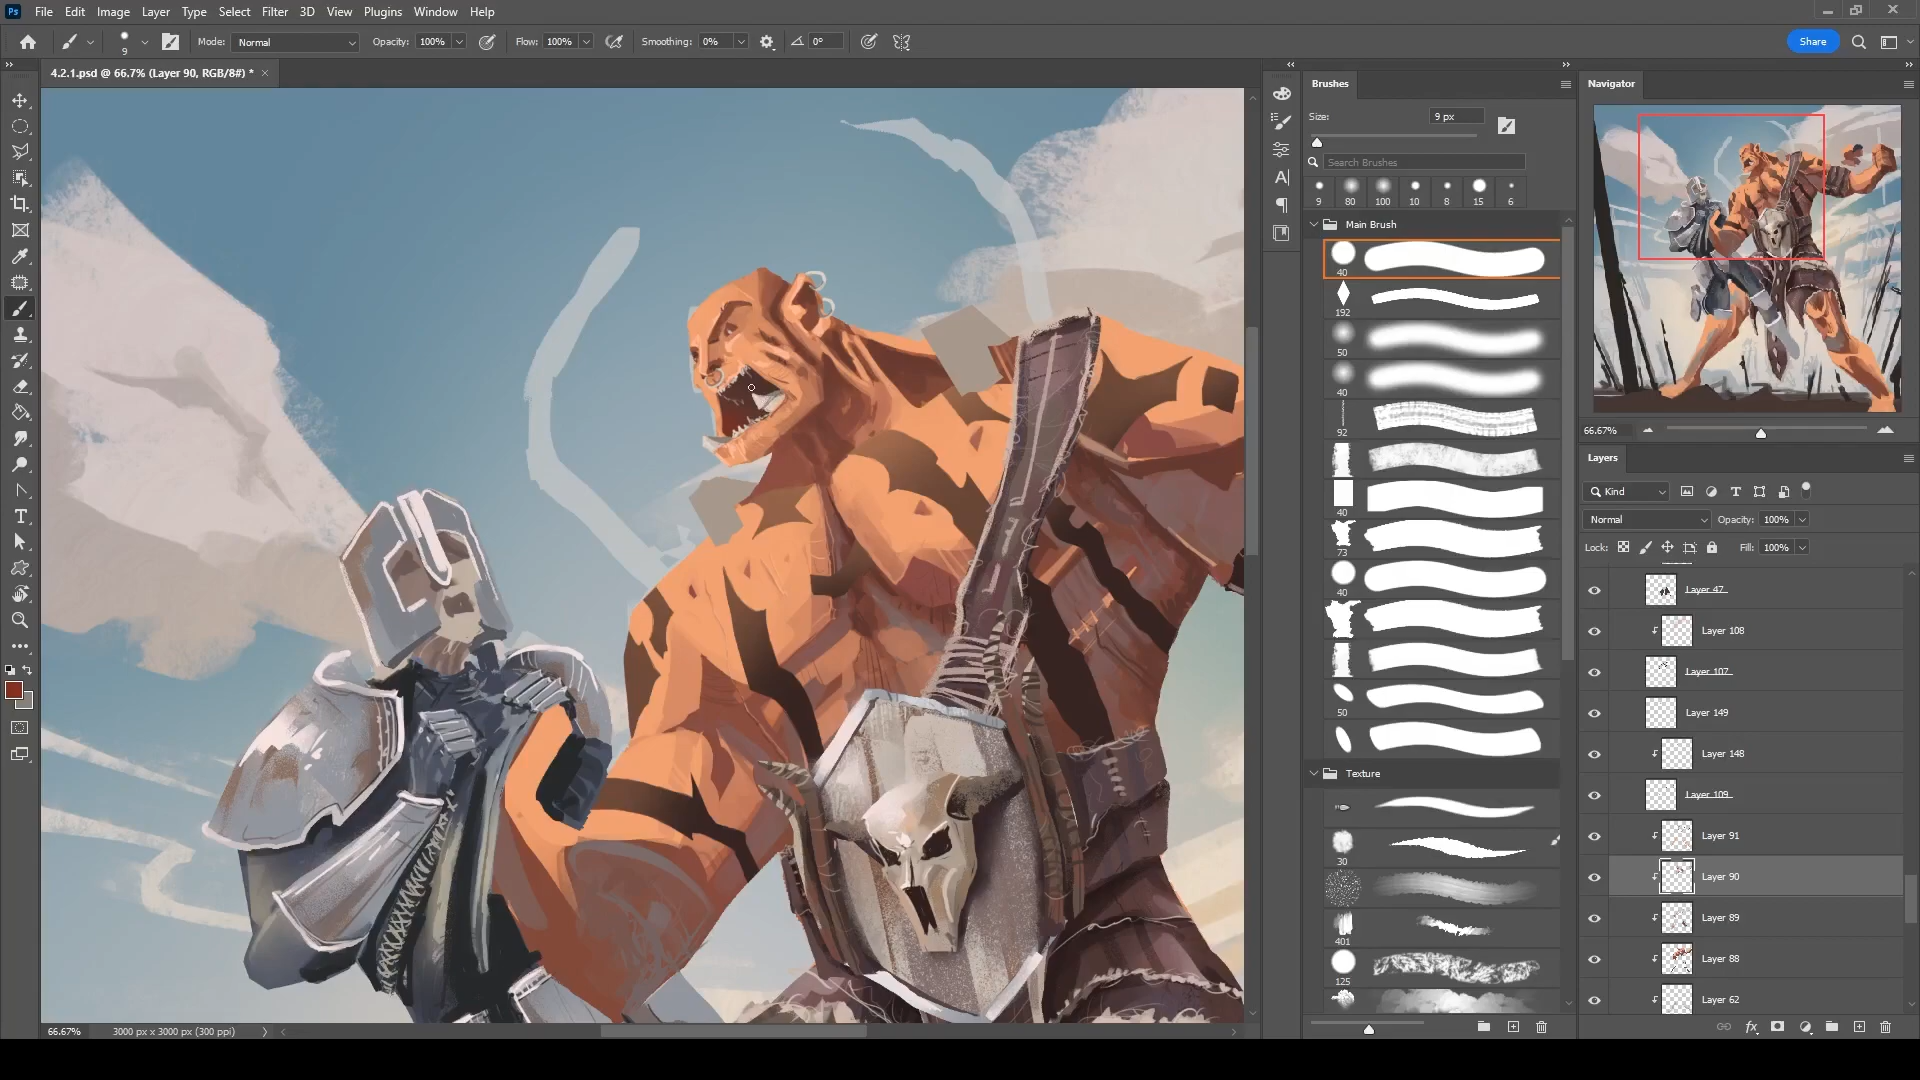 Ps File Edit Image Layer Type Select Filter 3D View Plugins Window Help
9 Mode: Normal Opacity: 100% Flow: 100% Smoothing: 0% 0° Share
4.2.1.psd @ 66.7% (Layer 90, RGB/8#) *
Brushes
Size: 9 px
Search Brushes
9 80 100 10 8 15 6
Main Brush
40
192
50
40
92
40
73
40
50
Texture
30
401
125
Navigator
66.67%
Layers
Kind
Normal Opacity: 100%
Lock: Fill: 100%
Layer 47
Layer 108
Layer 107
Layer 149
Layer 148
Layer 109
Layer 91
Layer 90
Layer 89
Layer 88
Layer 62
fx
66.67% 3000 px x 3000 px (300 ppi)